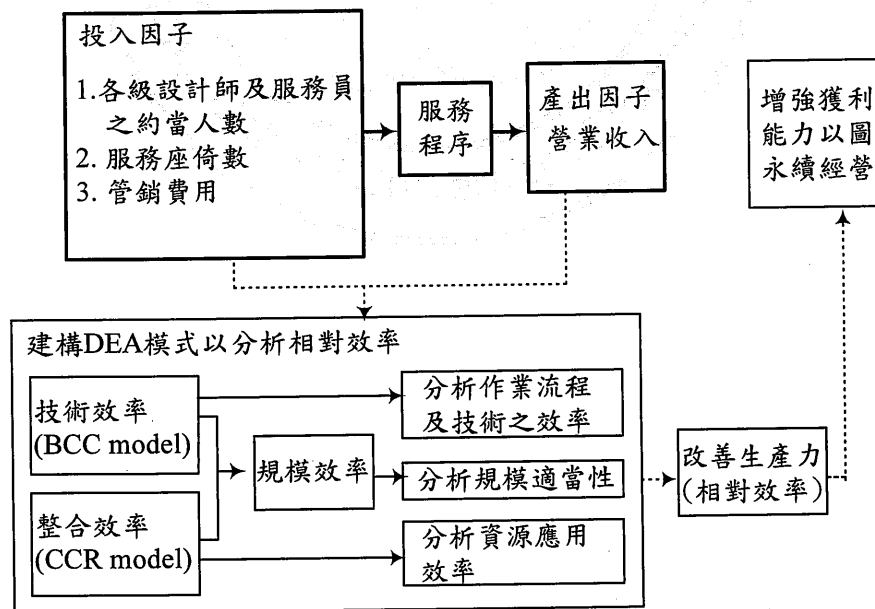 投入因子
1.各級設計師及服務員
之約當人數
2. 服務座倚數
3. 管銷費用
服務
程序
產出因子
營業收入
增強獲利
能力以圖
永續經營
建構DEA模式以分析相對效率
技術效率
(BCC model)
整合效率
(CCR model)
規模效率
分析作業流程
及技術之效率
分析規模適當性
分析資源應用
效率
改善生產力
(相對效率)